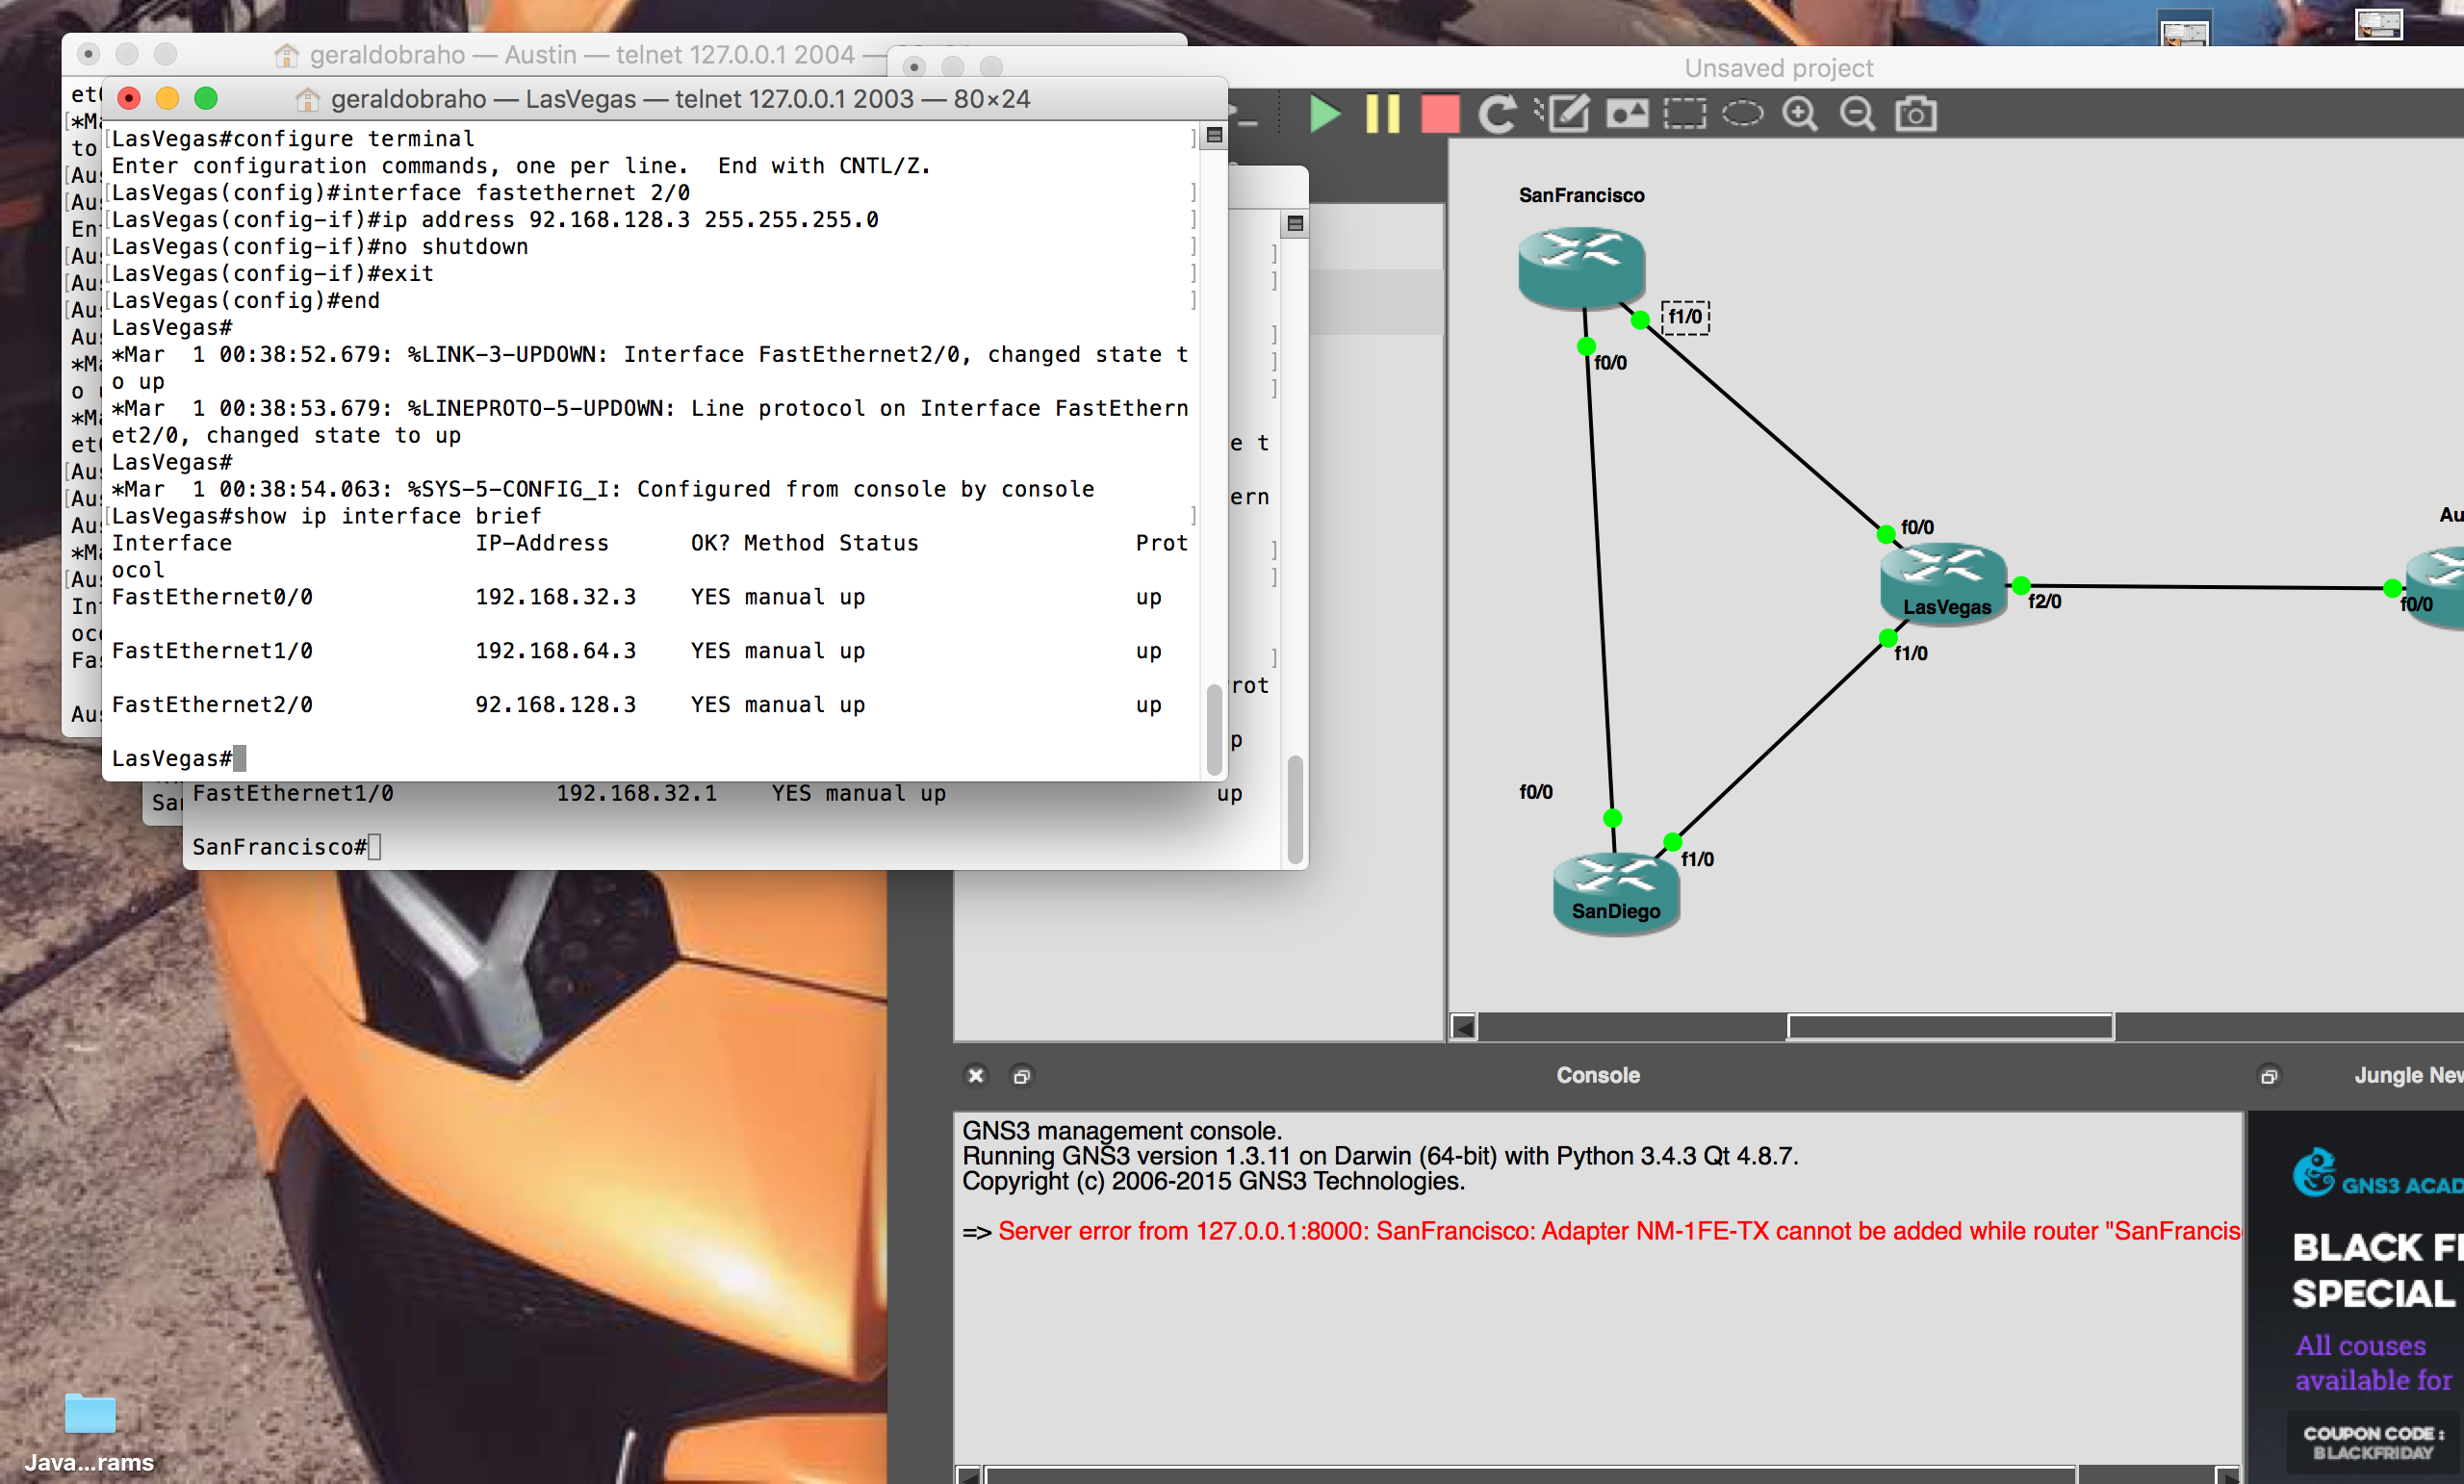 geraldobraho — Austin — telnet 127.0.0.1 2004 —
Unsaved project
geraldobraho — LasVegas — telnet 127.0.0.1 2003 — 80×24
LasVegas#configure terminal
Enter configuration commands, one per line.  End with CNTL/Z.
LasVegas(config)#interface fastethernet 2/0
LasVegas(config-if)#ip address 92.168.128.3 255.255.255.0
LasVegas(config-if)#no shutdown
LasVegas(config-if)#exit
LasVegas(config)#end
LasVegas#
*Mar  1 00:38:52.679: %LINK-3-UPDOWN: Interface FastEthernet2/0, changed state t
o up
*Mar  1 00:38:53.679: %LINEPROTO-5-UPDOWN: Line protocol on Interface FastEthern
et2/0, changed state to up
LasVegas#
*Mar  1 00:38:54.063: %SYS-5-CONFIG_I: Configured from console by console
LasVegas#show ip interface brief
Interface IP-Address OK? Method Status Prot
ocol
FastEthernet0/0 192.168.32.3 YES manual up up
FastEthernet1/0 192.168.64.3 YES manual up up
FastEthernet2/0 92.168.128.3 YES manual up up
LasVegas#
FastEthernet1/0 192.168.32.1 YES manual up up
SanFrancisco#
SanFrancisco
f1/0
f0/0
f0/0
LasVegas
f2/0
f0/0
f1/0
f0/0
f1/0
SanDiego
Console
GNS3 management console.
Running GNS3 version 1.3.11 on Darwin (64-bit) with Python 3.4.3 Qt 4.8.7.
Copyright (c) 2006-2015 GNS3 Technologies.
=> Server error from 127.0.0.1:8000: SanFrancisco: Adapter NM-1FE-TX cannot be added while router "SanFrancis
Jungle New
GNS3 ACAD
BLACK F
SPECIAL
All couses
available for
COUPON CODE :
BLACKFRIDAY
Java...rams